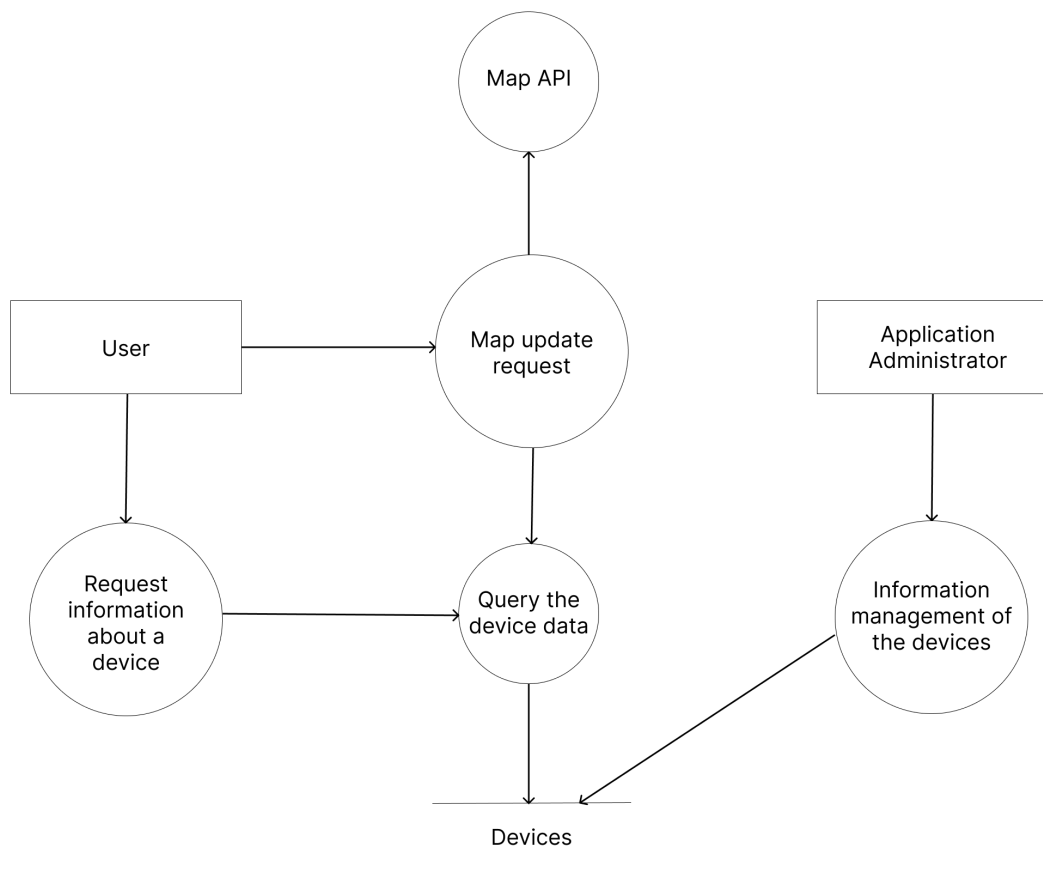 Map API
Map update
request
User
Application
Administrator
Request
information
about a
device
Query the
device data
Information
management of
the devices
Devices